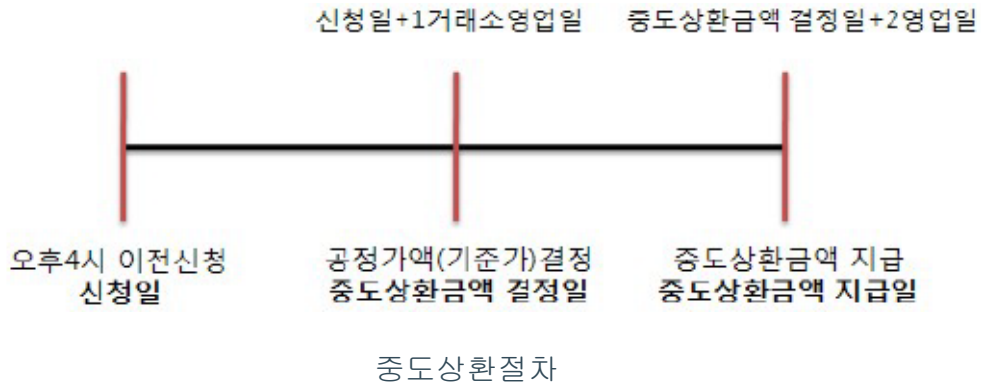 신청일+1거래소영업일
중도상환금액 결정일+2영업일
오후4시 이전신청
신청일
공정가액(기준가)결정
중도상환금액 결정일
중도상환금액 지급
중도상환금액 지급일
중도상환절차